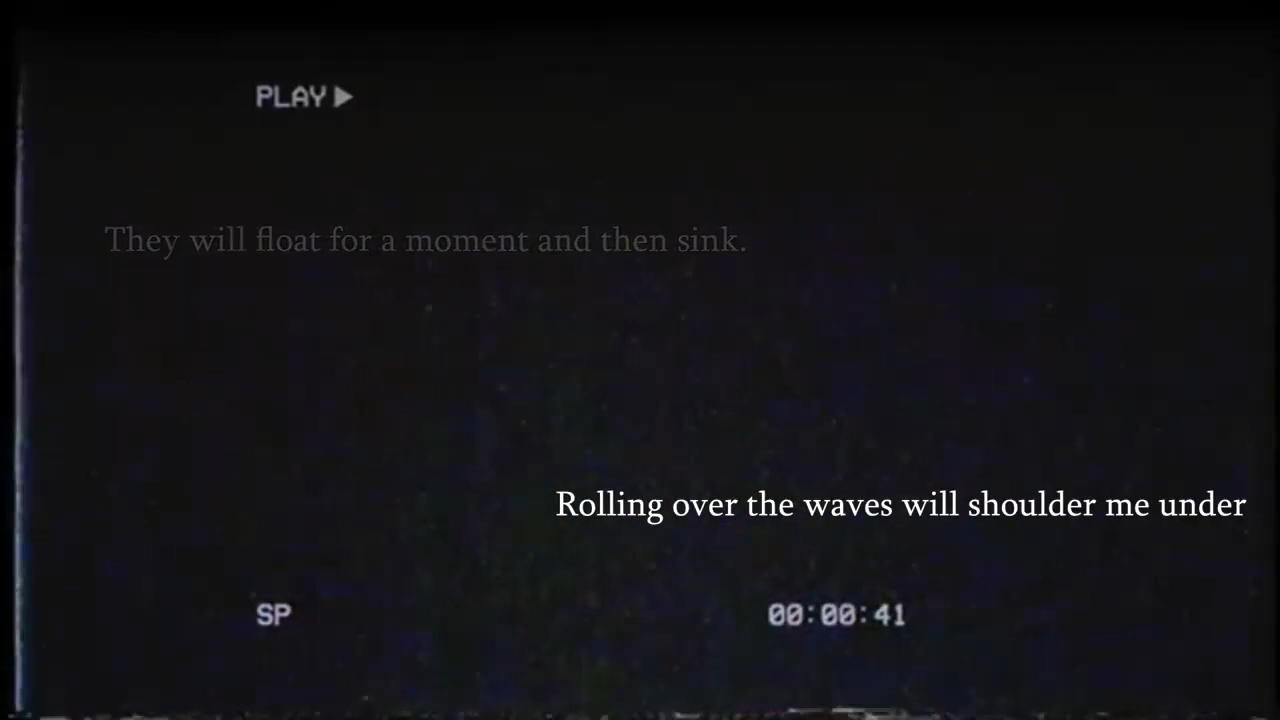 PLAY ▶
They will float for a moment and then sink.
Rolling over the waves will shoulder me under
SP
00:00:41